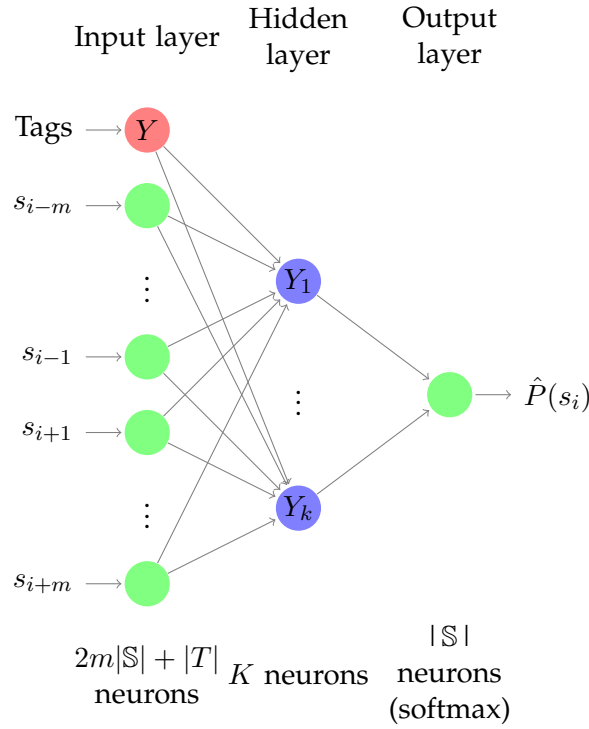 Input layer
Hidden
layer
Output
layer
Tags
Y
s_{i−m}
⋮
s_{i−1}
s_{i+1}
⋮
s_{i+m}
Y_1
⋮
Y_k
P̂(s_i)
2m|𝕊| + |T|
neurons
K neurons
|𝕊|
neurons
(softmax)